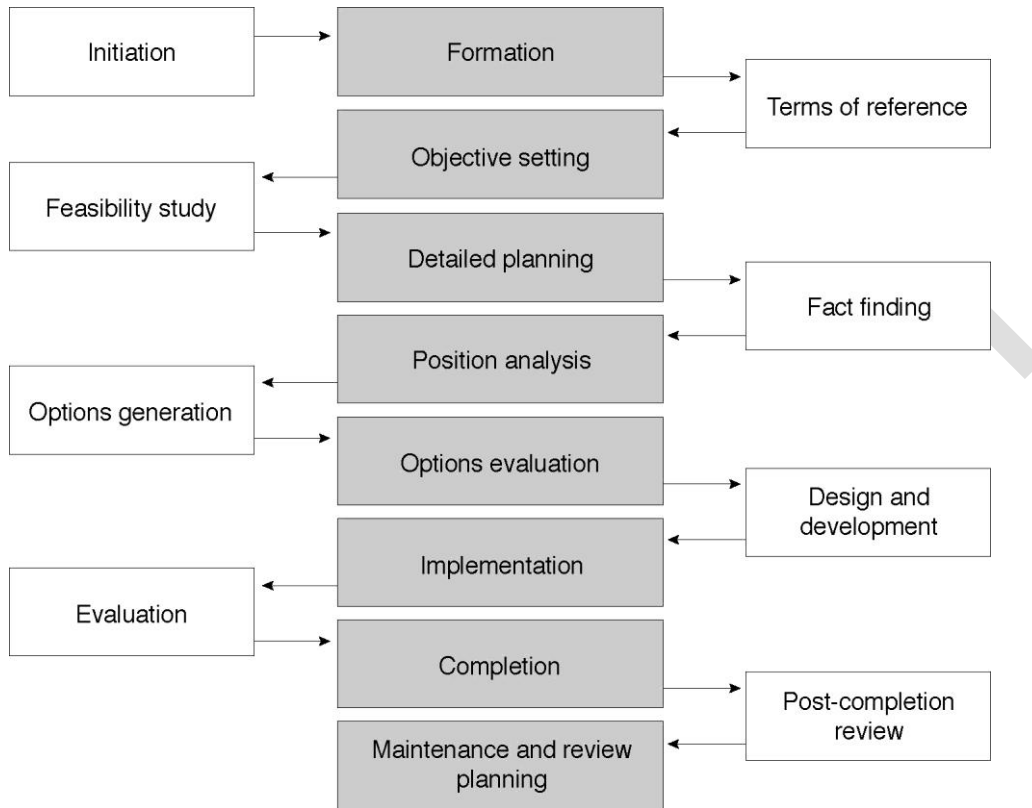 Initiation
Formation
Terms of reference
Objective setting
Feasibility study
Detailed planning
Fact finding
Position analysis
Options generation
Options evaluation
Design and
development
Implementation
Evaluation
Completion
Post-completion
review
Maintenance and review
planning